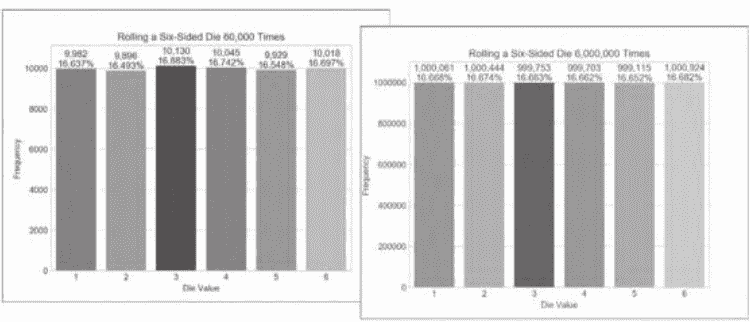 Rolling a Six-Sided Die 60,000 Times
9,982 9,896 10,130 10,045 9,929 10,018
16.637% 16.493% 16.883% 16.742% 16.548% 16.697%
10000
8000
6000
4000
2000
0
Frequency
1 2 3 4 5 6
Die Value
Rolling a Six-Sided Die 6,000,000 Times
1,000,061 1,000,444 999,753 999,703 999,115 1,000,924
16.668% 16.674% 16.663% 16.662% 16.652% 16.682%
1000000
800000
600000
400000
200000
0
Frequency
1 2 3 4 5 6
Die Value